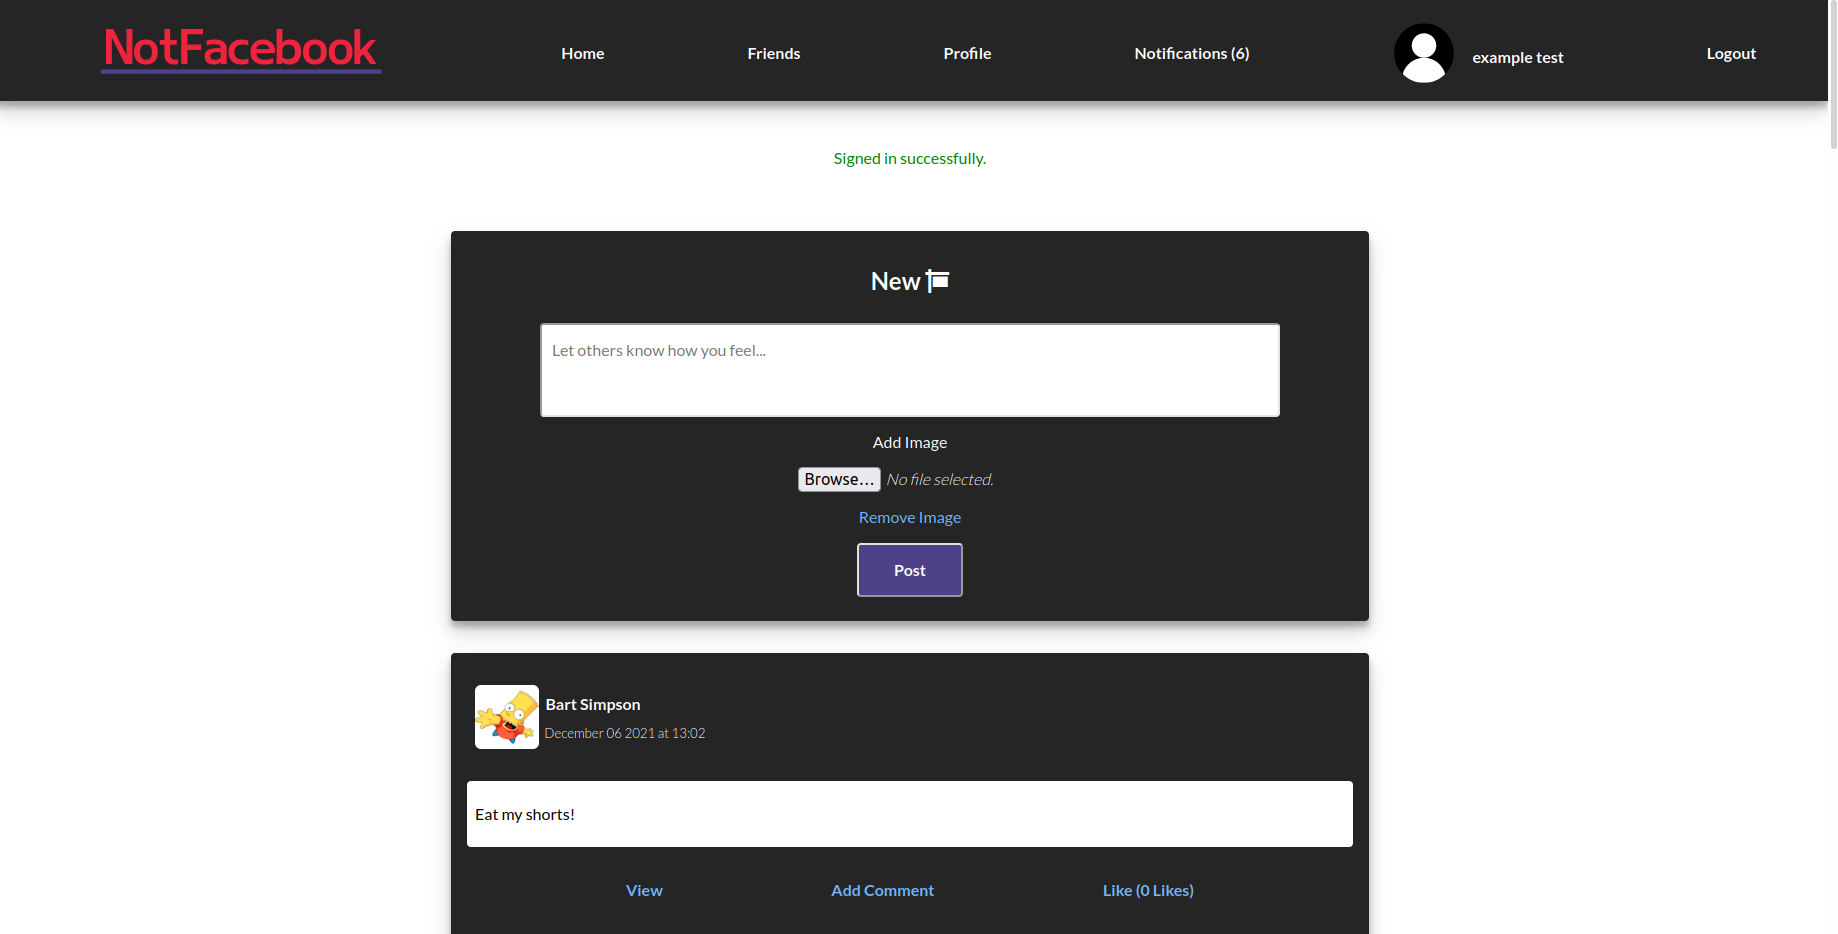 NotFacebook
Home
Friends
Profile
Notifications (6)
example test
Logout
Signed in successfully.
New
Let others know how you feel...
Add Image
Browse... No file selected.
Remove Image
Post
Bart Simpson
December 06 2021 at 13:02
Eat my shorts!
View
Add Comment
Like (0 Likes)